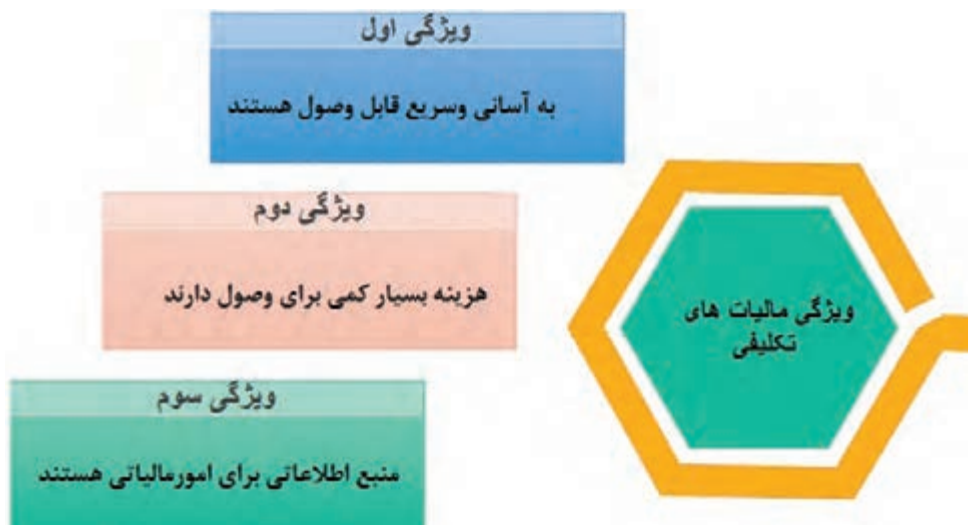 ویژگی مالیات های
تکلیفی
ویژگی اول
به آسانی وسریع قابل وصول هستند
ویژگی دوم
هزینه بسیار کمی برای وصول دارند
ویژگی سوم
منبع اطلاعاتی برای امورمالیاتی هستند